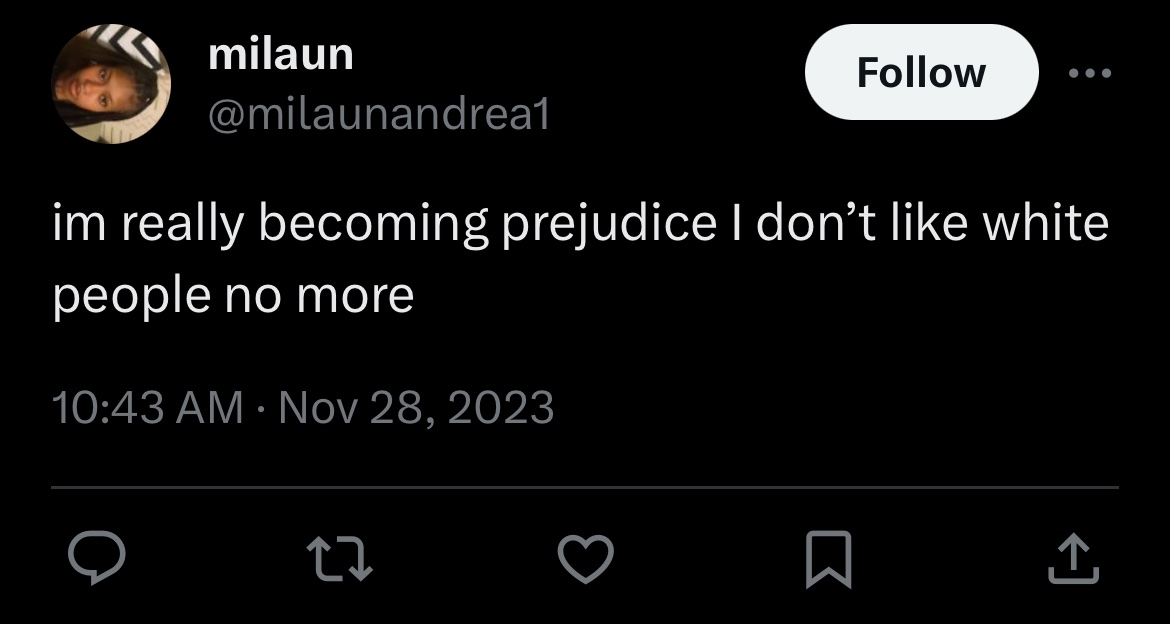 milaun
@milaunandrea1
Follow
im really becoming prejudice I don’t like white
people no more
10:43 AM · Nov 28, 2023